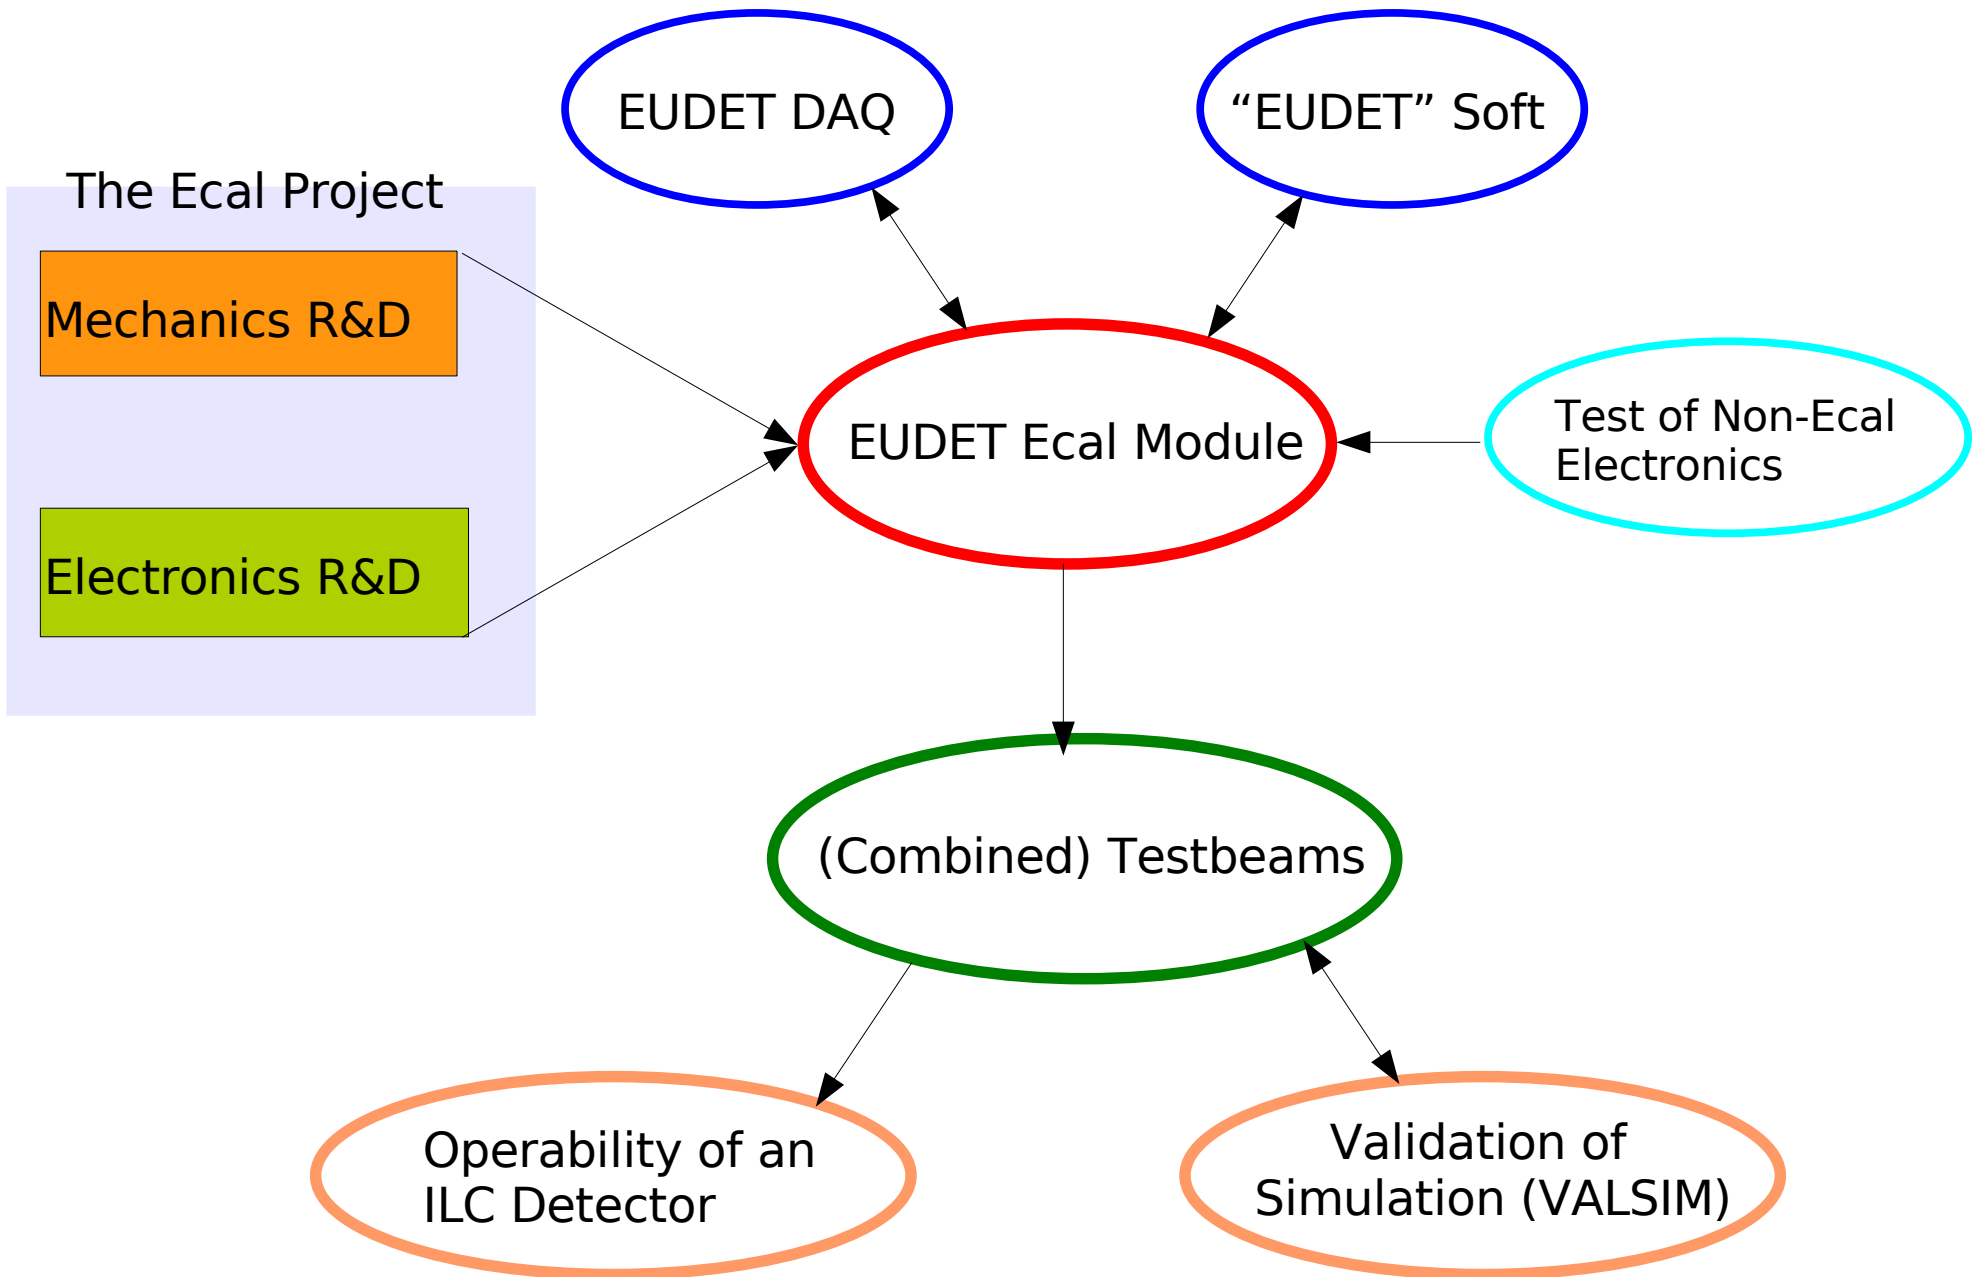 EUDET DAQ
“EUDET” Soft
The Ecal Project
Mechanics R&D
EUDET Ecal Module
Test of Non-Ecal
Electronics
Electronics R&D
(Combined) Testbeams
Operability of an
ILC Detector
Validation of
Simulation (VALSIM)